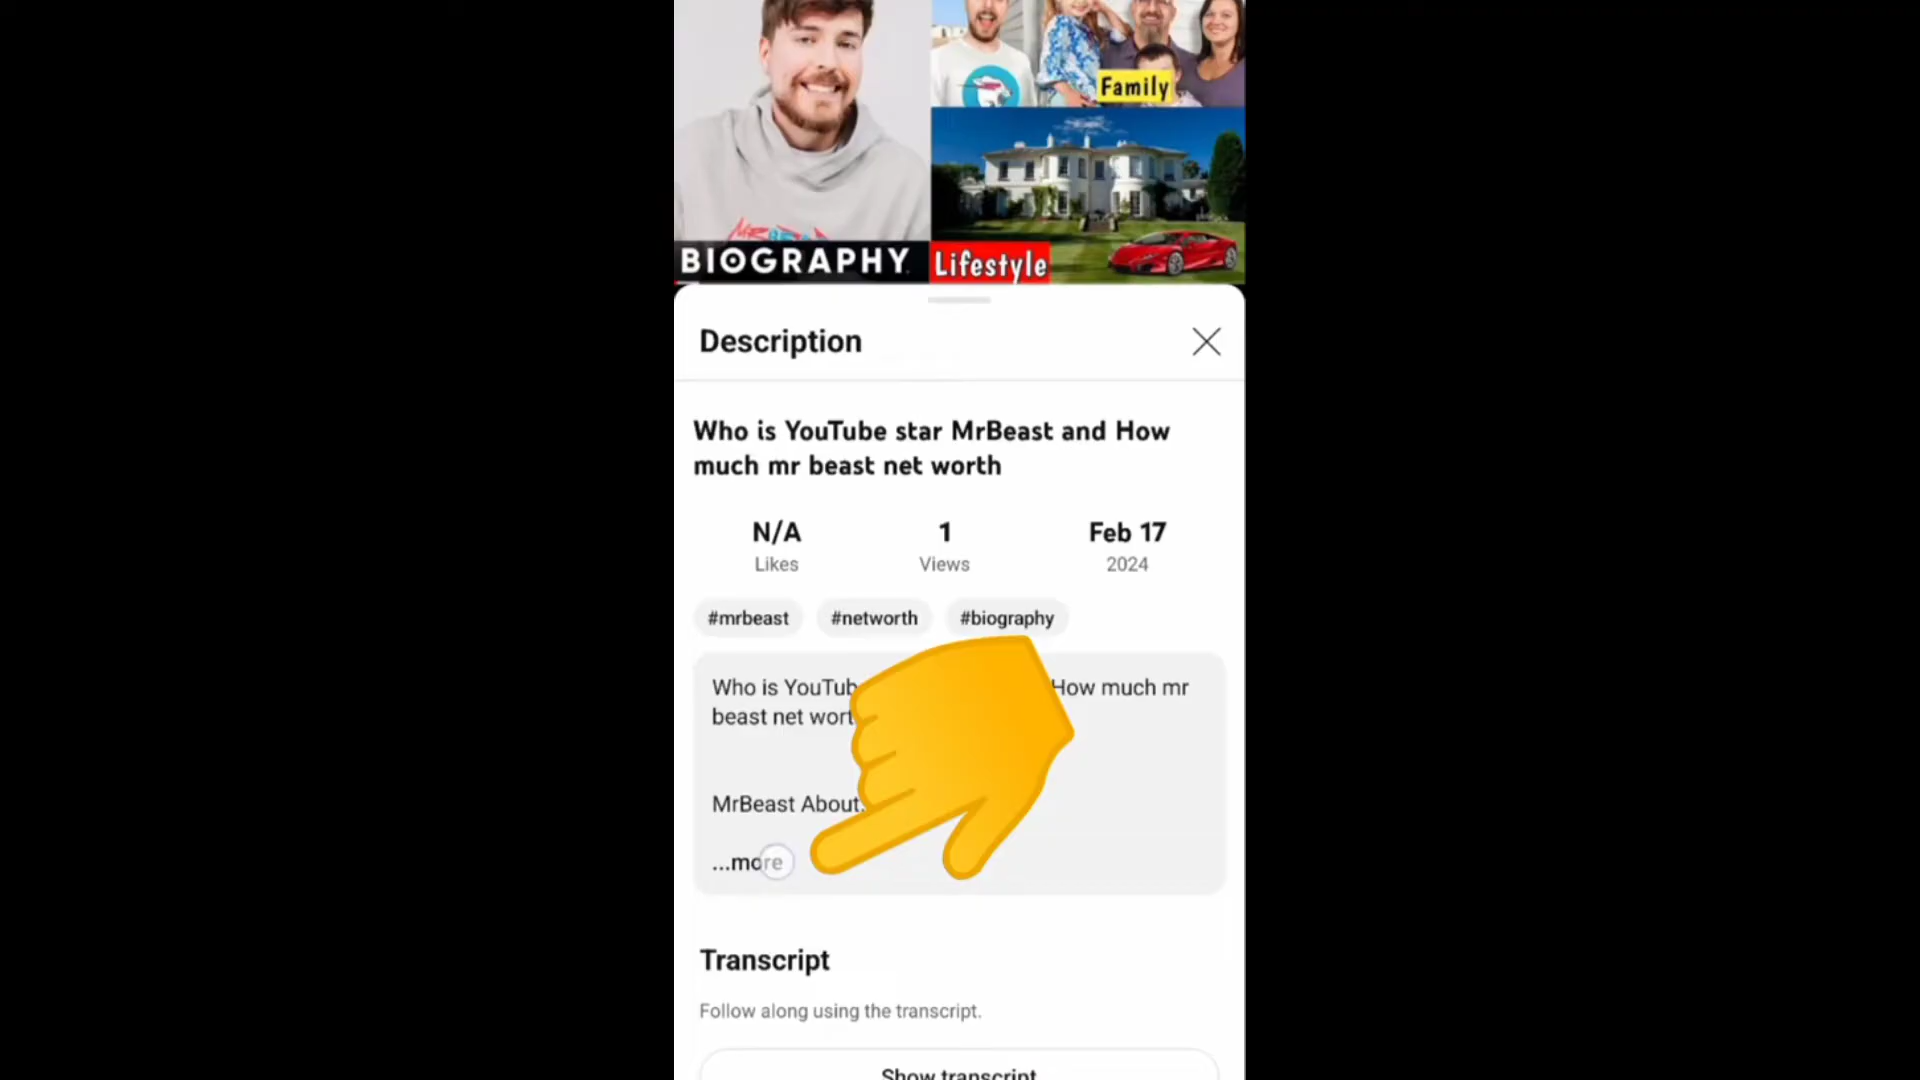 Family
BIOGRAPHY
Lifestyle
Description
Who is YouTube star MrBeast and How
much mr beast net worth
N/A
Likes
1
Views
Feb 17
2024
#mrbeast
#networth
#biography
Who is YouTub How much mr
beast net wort
MrBeast About.
...more
Transcript
Follow along using the transcript.
Show transcript